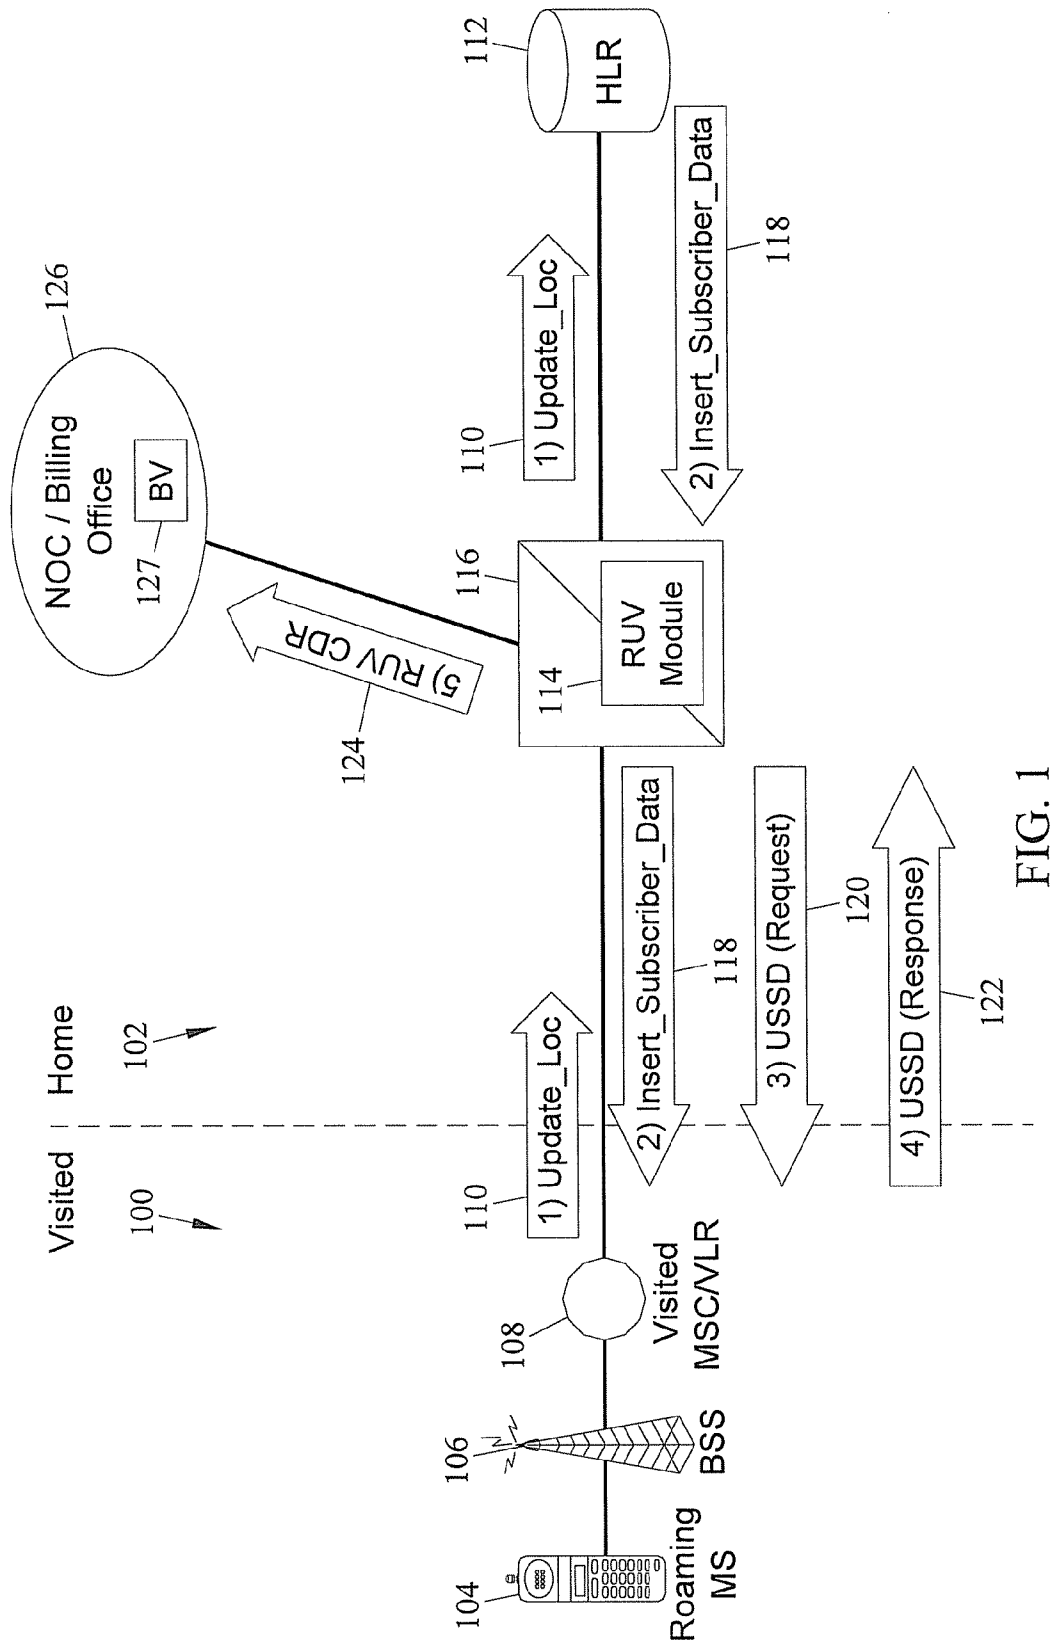 Visited
Home
100
102
126
NOC / Billing
Office
BV
127
5) RUV CDR
124
112
HLR
110
1) Update_Loc
110
1) Update_Loc
116
114
RUV
Module
104
106
108
Roaming
MS
BSS
Visited
MSC/VLR
2) Insert_Subscriber_Data
118
2) Insert_Subscriber_Data
118
3) USSD (Request)
120
4) USSD (Response)
122
FIG. 1